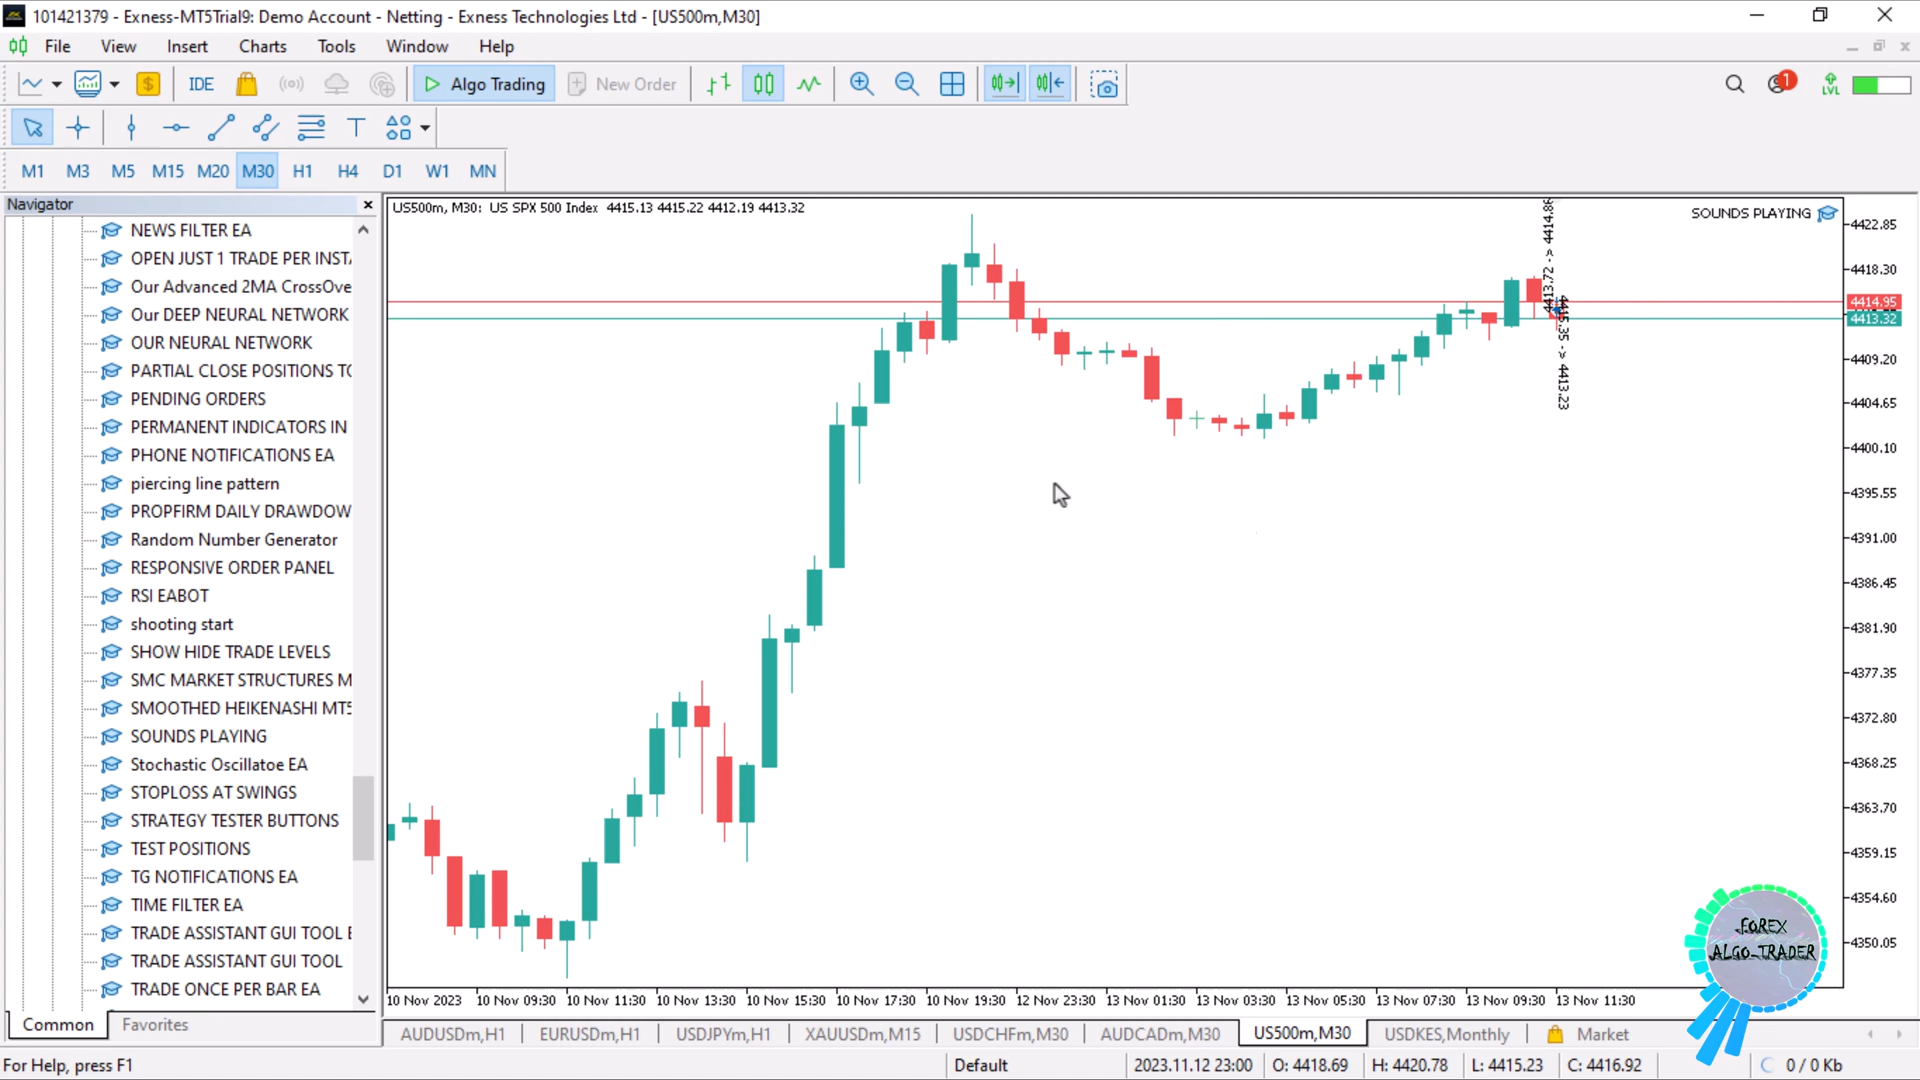 101421379 - Exness-MT5Trial9: Demo Account - Netting - Exness Technologies Ltd - [US500m,M30]
File View Insert Charts Tools Window Help
IDE Algo Trading New Order 1 LVL
T
M1 M3 M5 M15 M20 M30 H1 H4 D1 W1 MN
Navigator
NEWS FILTER EA
OPEN JUST 1 TRADE PER INST
Our Advanced 2MA CrossOve
Our DEEP NEURAL NETWORK
OUR NEURAL NETWORK
PARTIAL CLOSE POSITIONS TO
PENDING ORDERS
PERMANENT INDICATORS IN
PHONE NOTIFICATIONS EA
piercing line pattern
PROPFIRM DAILY DRAWDOW
Random Number Generator
RESPONSIVE ORDER PANEL
RSI EABOT
shooting start
SHOW HIDE TRADE LEVELS
SMC MARKET STRUCTURES M
SMOOTHED HEIKENASHI MT5
SOUNDS PLAYING
Stochastic Oscillatoe EA
STOPLOSS AT SWINGS
STRATEGY TESTER BUTTONS
TEST POSITIONS
TG NOTIFICATIONS EA
TIME FILTER EA
TRADE ASSISTANT GUI TOOL E
TRADE ASSISTANT GUI TOOL
TRADE ONCE PER BAR EA
Common Favorites
US500m, M30: US SPX 500 Index 4415.13 4415.22 4412.19 4413.32
SOUNDS PLAYING
4413.72 -> 4414.86
4415.35 -> 4413.23
4422.85
4418.30
4414.95
4413.32
4409.20
4404.65
4400.10
4395.55
4391.00
4386.45
4381.90
4377.35
4372.80
4368.25
4363.70
4359.15
4354.60
4350.05
FOREX
ALGO-TRADER
10 Nov 2023 10 Nov 09:30 10 Nov 11:30 10 Nov 13:30 10 Nov 15:30 10 Nov 17:30 10 Nov 19:30 12 Nov 23:30 13 Nov 01:30 13 Nov 03:30 13 Nov 05:30 13 Nov 07:30 13 Nov 09:30 13 Nov 11:30
AUDUSDm,H1 EURUSDm,H1 USDJPYm,H1 XAUUSDm,M15 USDCHFm,M30 AUDCADm,M30 US500m,M30 USDKES,Monthly Market
For Help, press F1 Default 2023.11.12 23:00 O: 4418.69 H: 4420.78 L: 4415.23 C: 4416.92 0 / 0 Kb